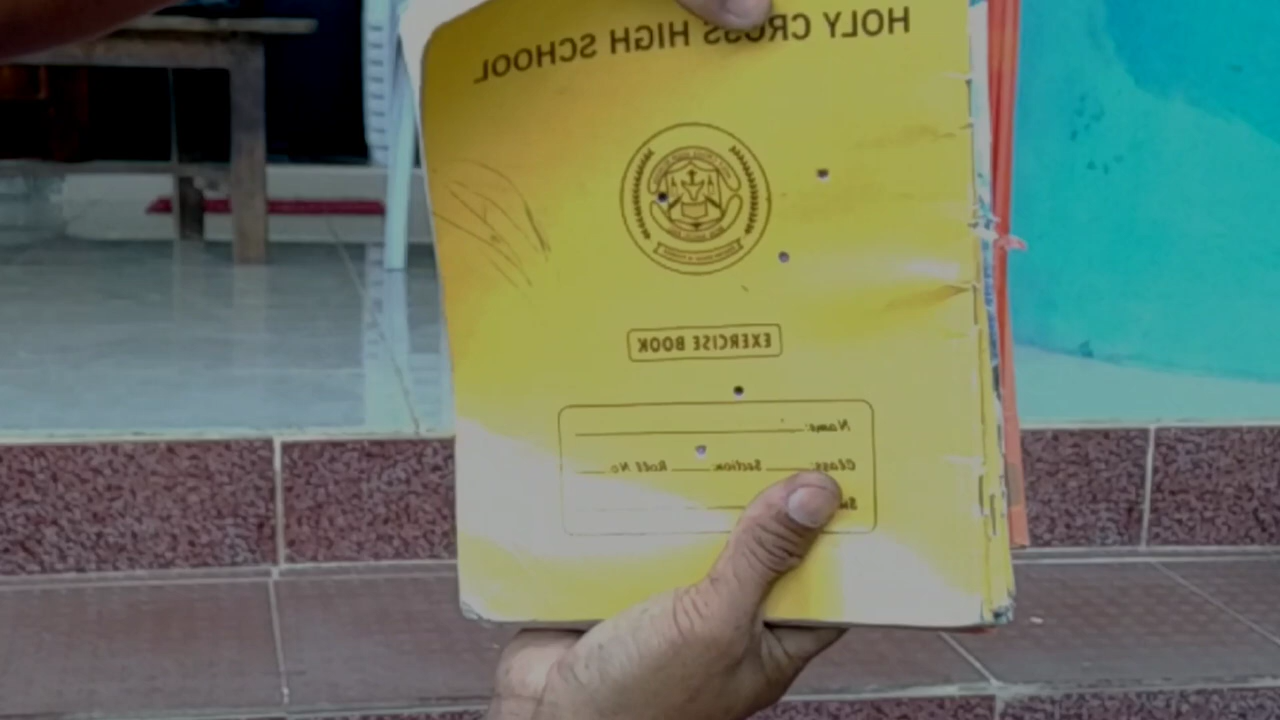 HOLY CROSS HIGH SCHOOL
EXERCISE BOOK
Name:
Class: Section: Roll No